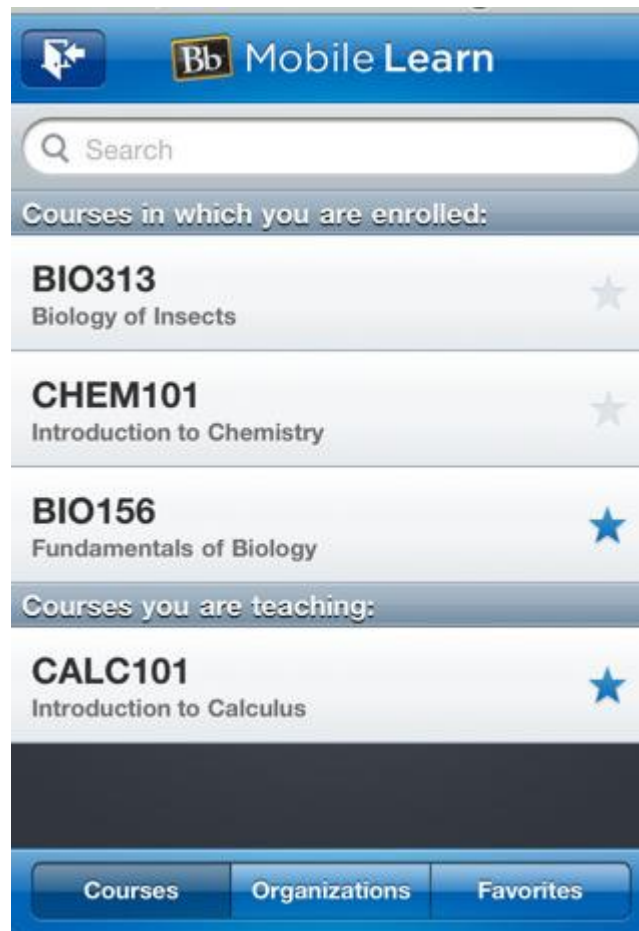 Bb Mobile Learn
Search
Courses in which you are enrolled:
BIO313
Biology of Insects
CHEM101
Introduction to Chemistry
BIO156
Fundamentals of Biology
Courses you are teaching:
CALC101
Introduction to Calculus
Courses Organizations Favorites